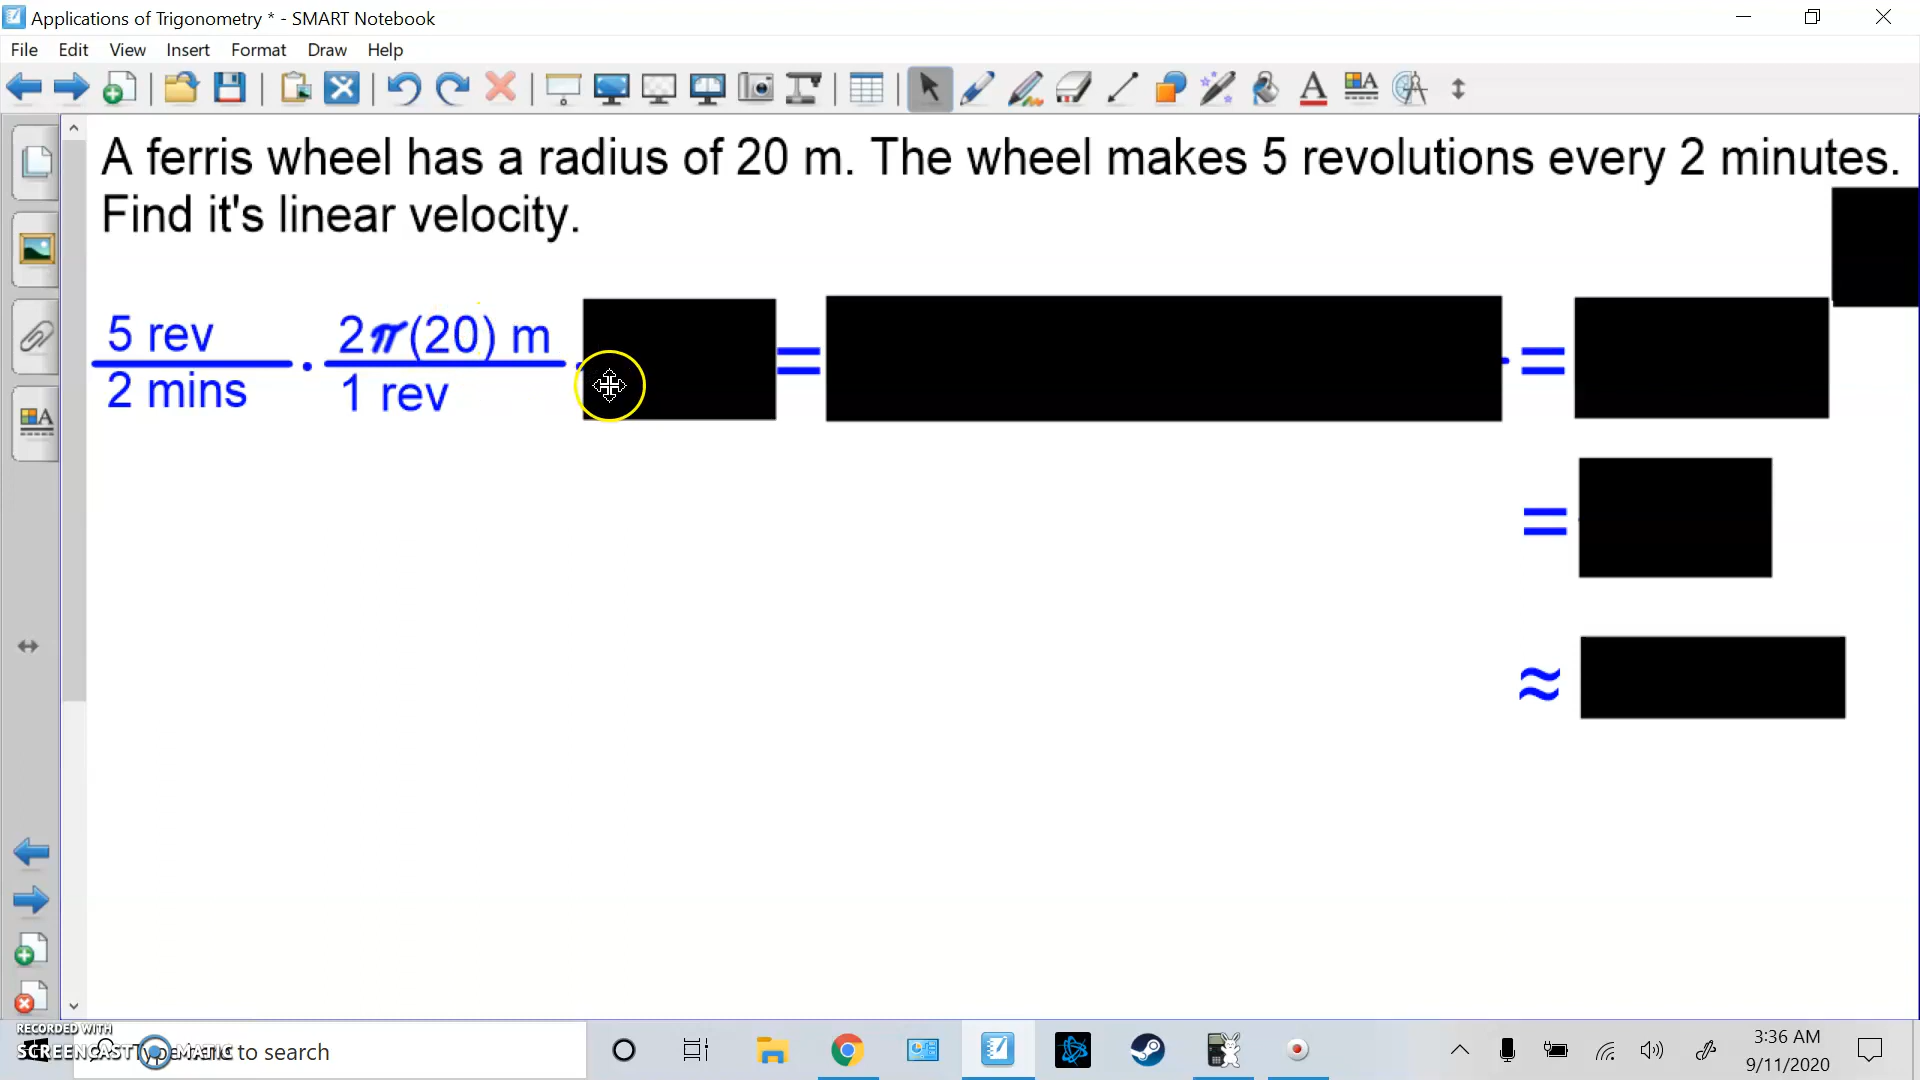 Applications of Trigonometry * - SMART Notebook
File Edit View Insert Format Draw Help
A ferris wheel has a radius of 20 m. The wheel makes 5 revolutions every 2 minutes.
Find it's linear velocity.
5 rev
2 mins
·
2π(20) m
1 rev
·
=
=
=
≈
RECORDED WITH
SCREENCAST MATIC
to search
3:36 AM
9/11/2020